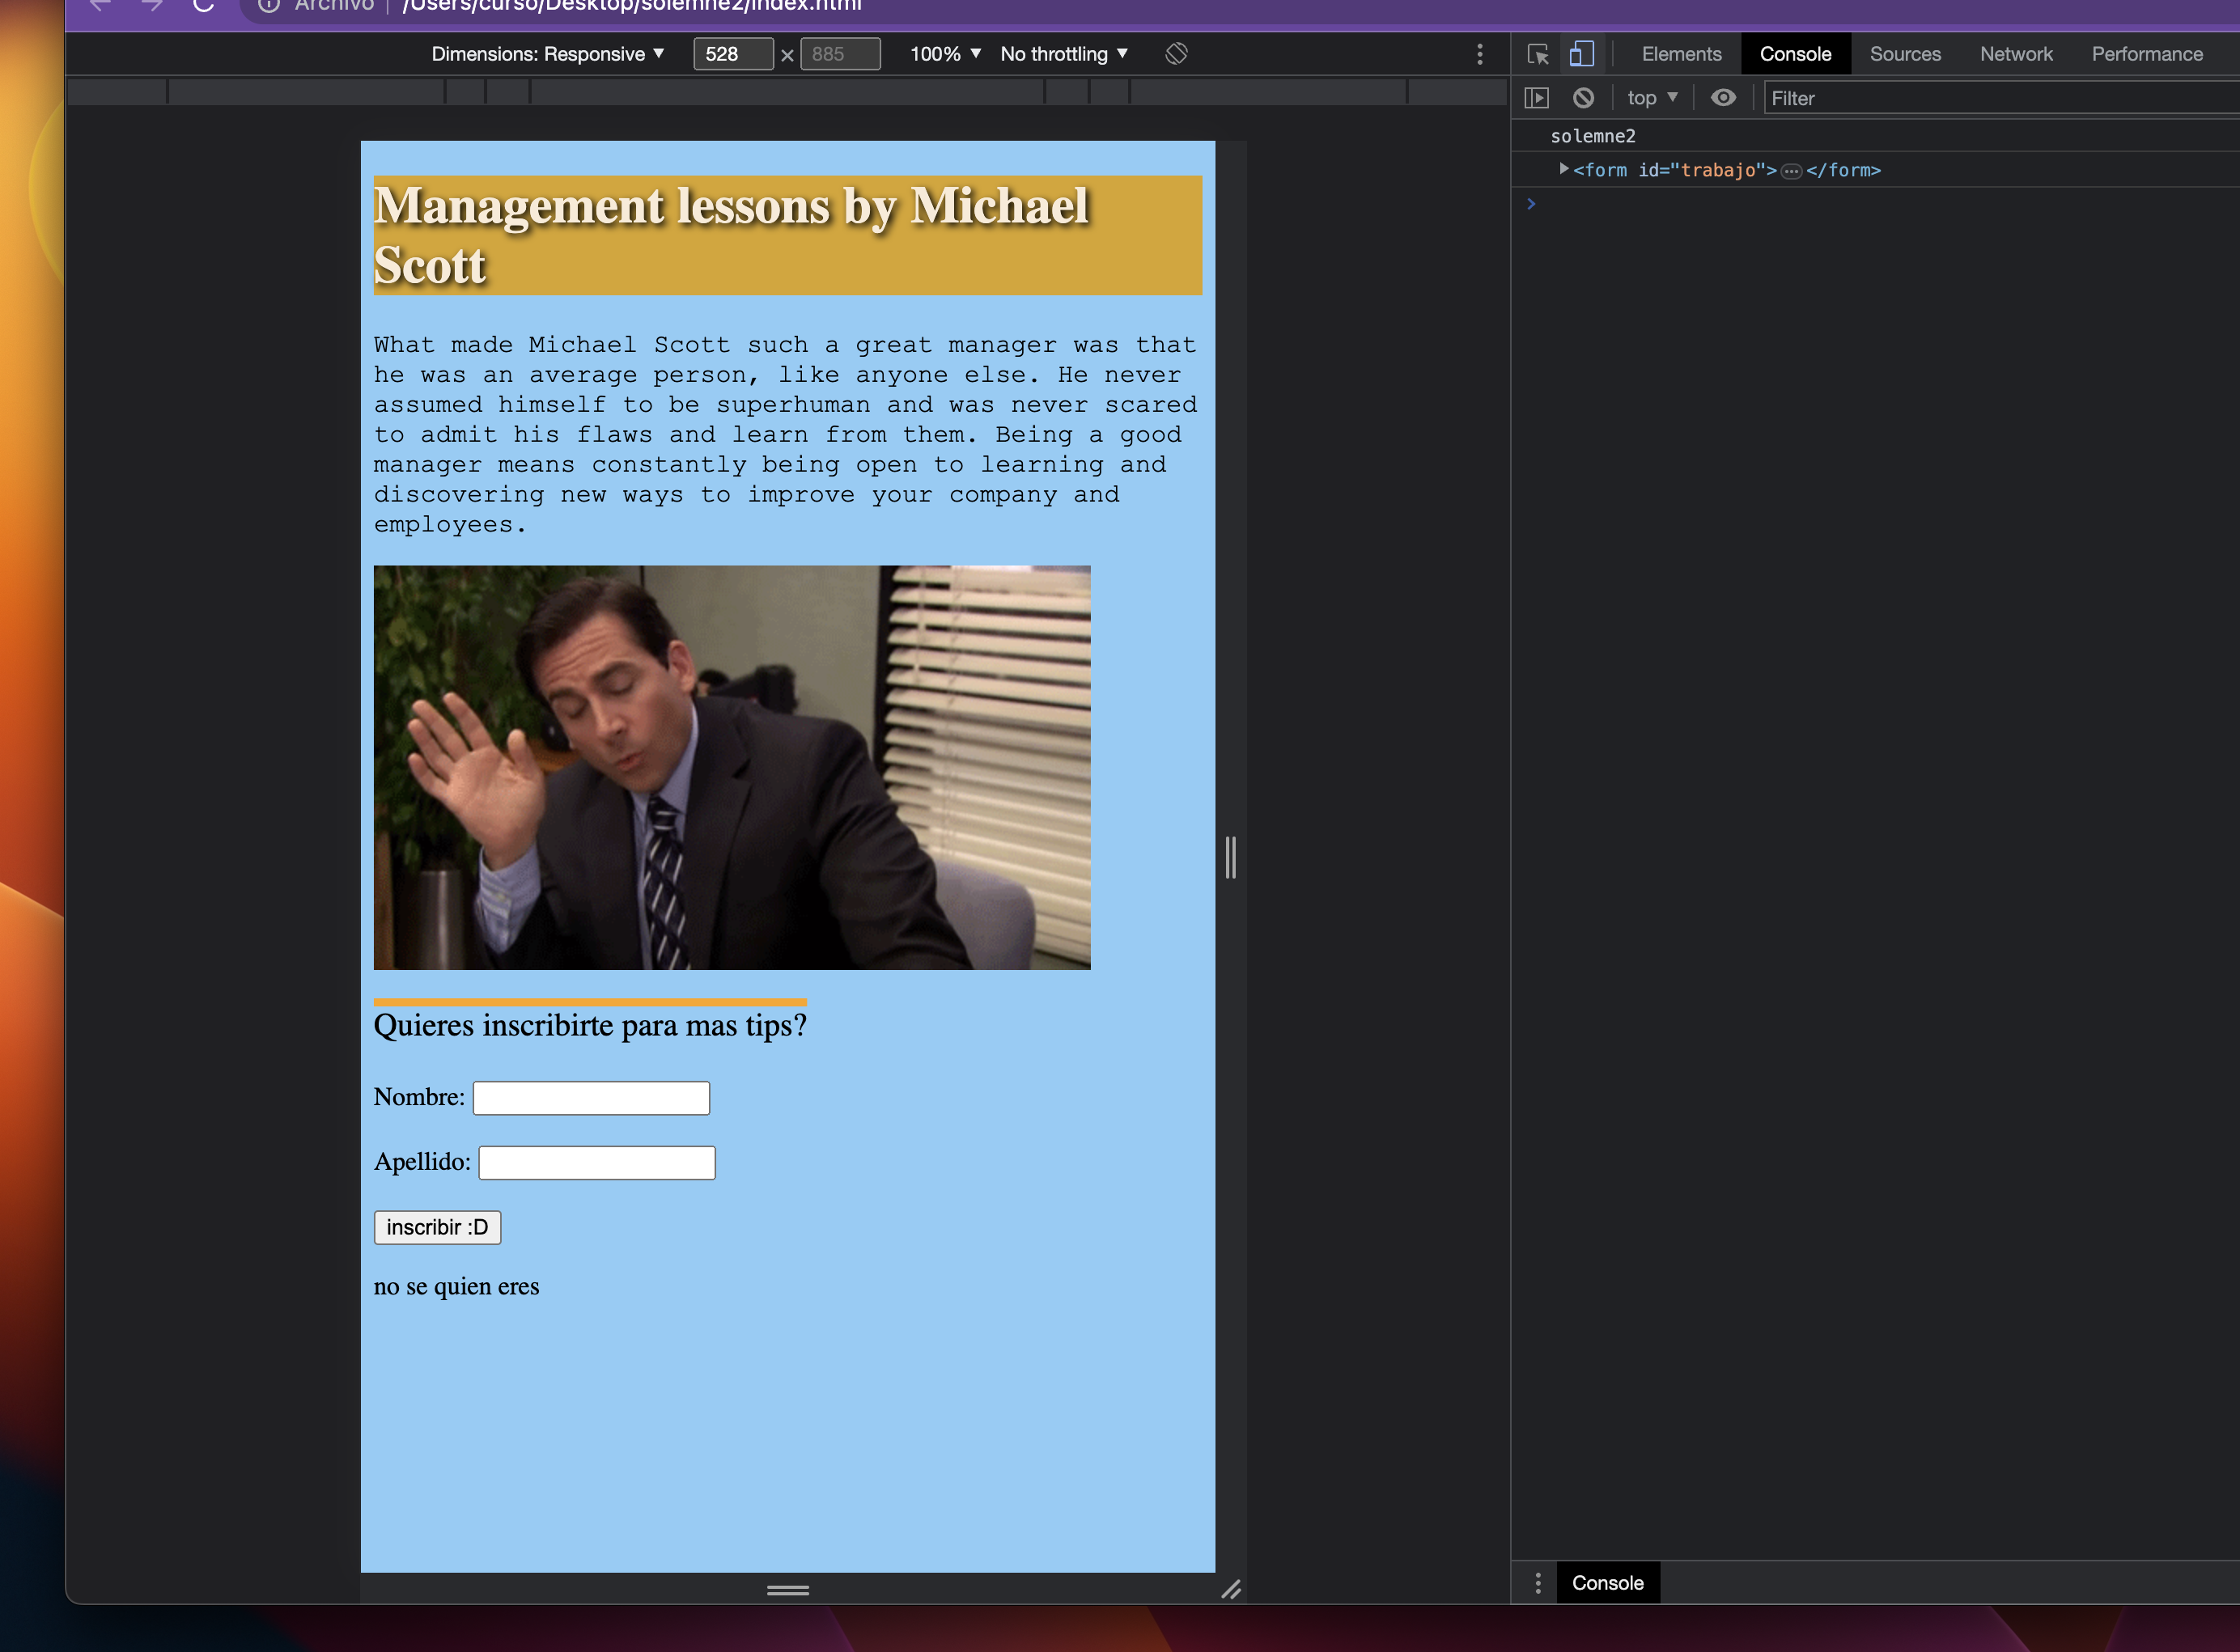 Archivo | /Users/curso/Desktop/solemne2/index.html
Dimensions: Responsive ▼ 528 × 885 100% ▼ No throttling ▼
Elements Console Sources Network Performance
top ▼ Filter
solemne2
▶<form id="trabajo">…</form>
>
Management lessons by Michael
Scott
What made Michael Scott such a great manager was that
he was an average person, like anyone else. He never
assumed himself to be superhuman and was never scared
to admit his flaws and learn from them. Being a good
manager means constantly being open to learning and
discovering new ways to improve your company and
employees.
Quieres inscribirte para mas tips?
Nombre:
Apellido:
inscribir :D
no se quien eres
Console